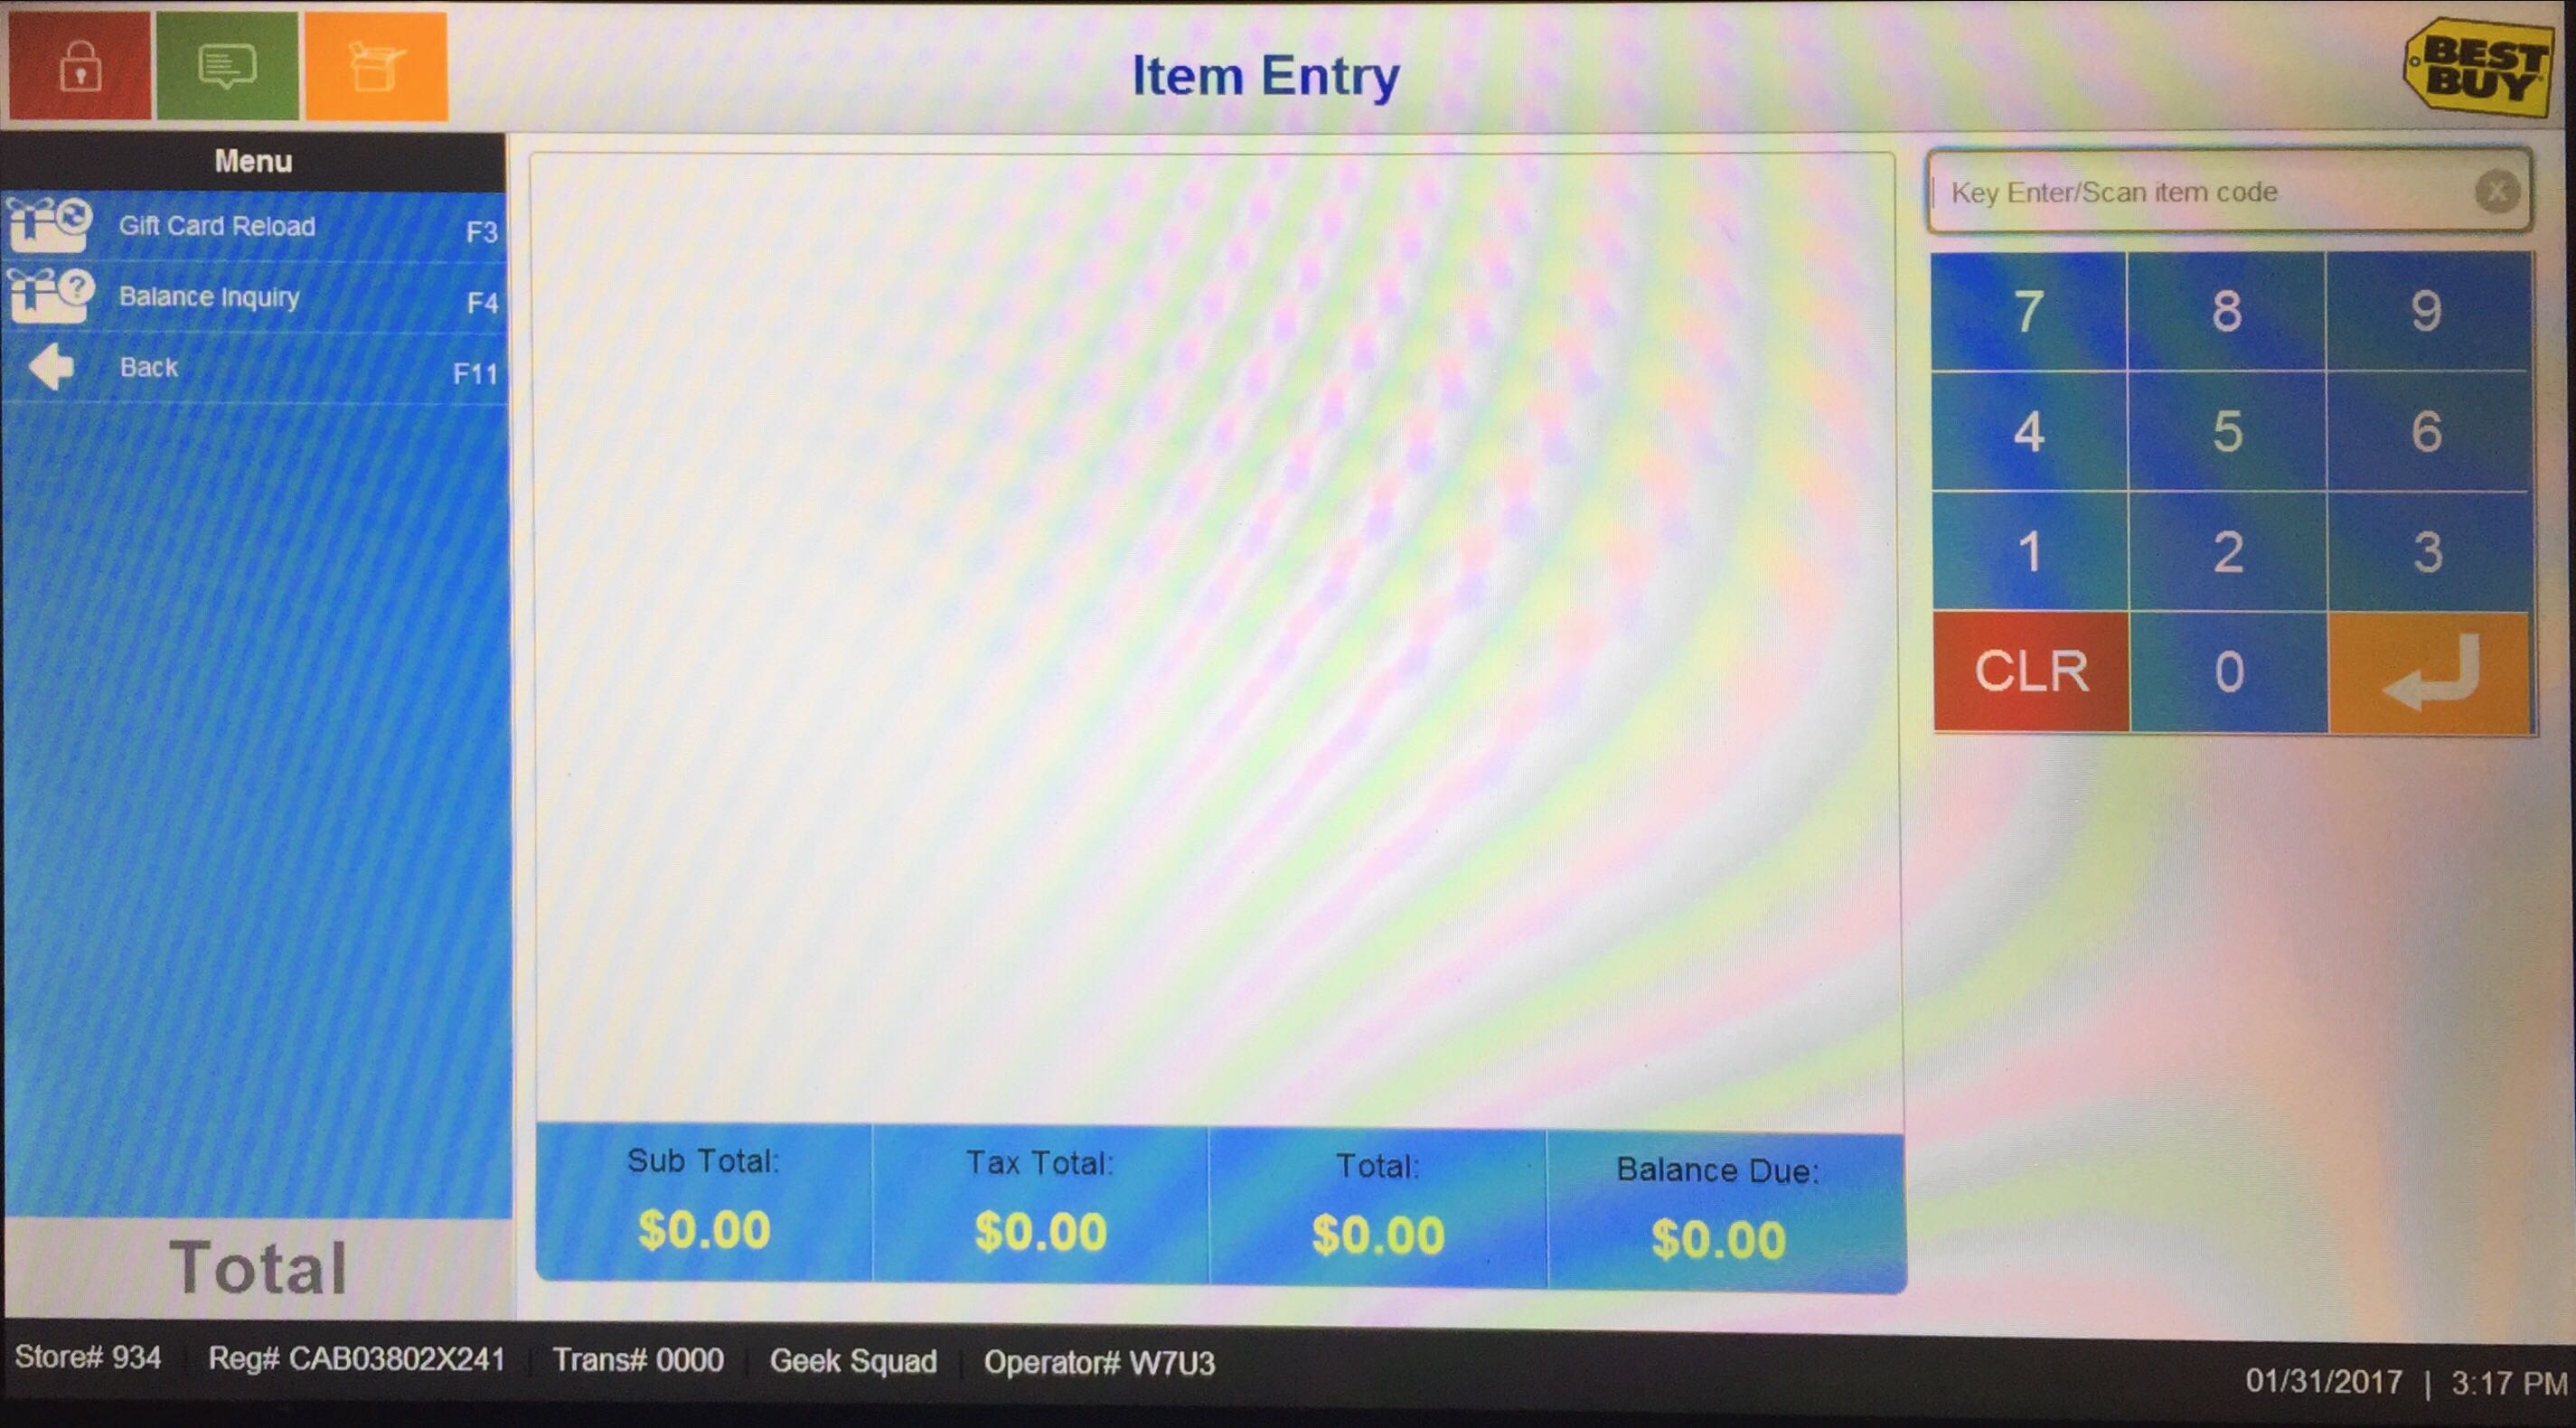 Item Entry
BEST
BUY
Menu
Gift Card Reload F3
Balance Inquiry F4
Back F11
Key Enter/Scan item code
7 8 9
4 5 6
1 2 3
CLR 0
Sub Total: Tax Total: Total: Balance Due:
$0.00 $0.00 $0.00 $0.00
Total
Store# 934 Reg# CAB03802X241 Trans# 0000 Geek Squad Operator# W7U3 01/31/2017 | 3:17 PM